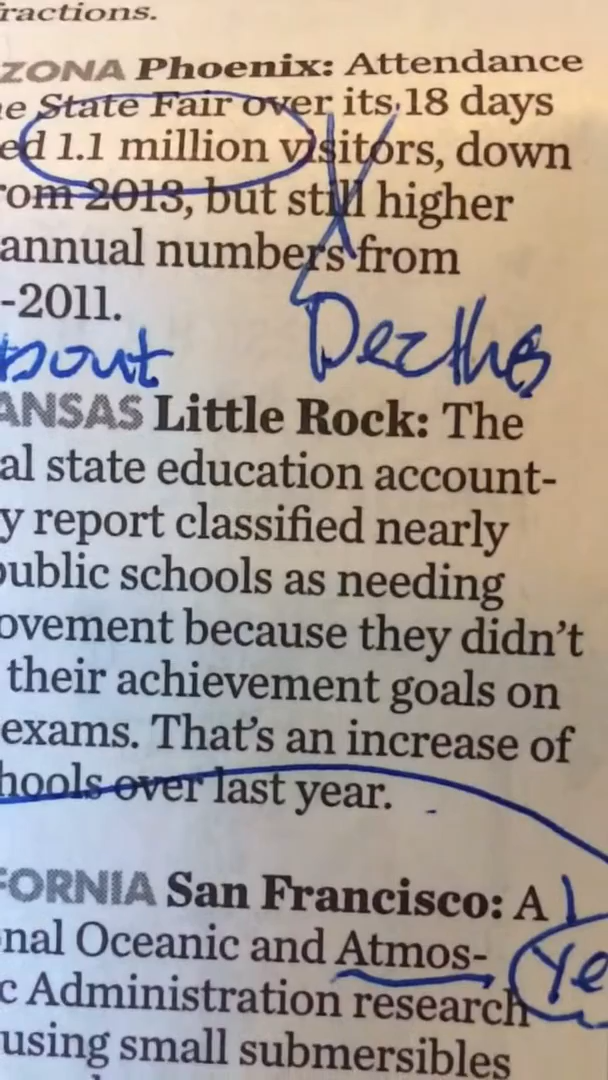 ractions.
ZONA Phoenix: Attendance
e State Fair over its 18 days
ed 1.1 million visitors, down
rom 2013, but still higher
annual numbers from
-2011.
bout Deaths
ANSAS Little Rock: The
al state education account-
y report classified nearly
public schools as needing
ovement because they didn't
their achievement goals on
exams. That's an increase of
hools over last year.
FORNIA San Francisco: A
nal Oceanic and Atmos-
Ye
c Administration research
using small submersibles